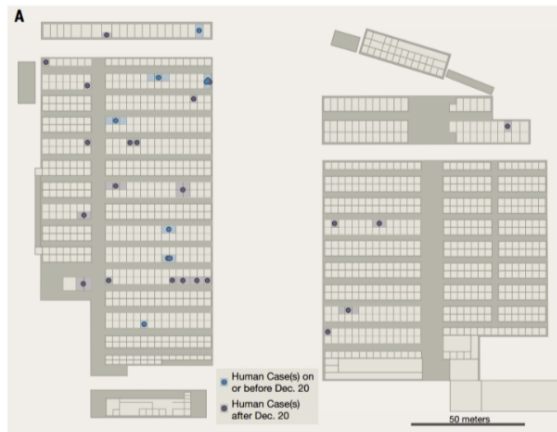 A
Human Case(s) on
or before Dec. 20
Human Case(s)
after Dec. 20
50 meters